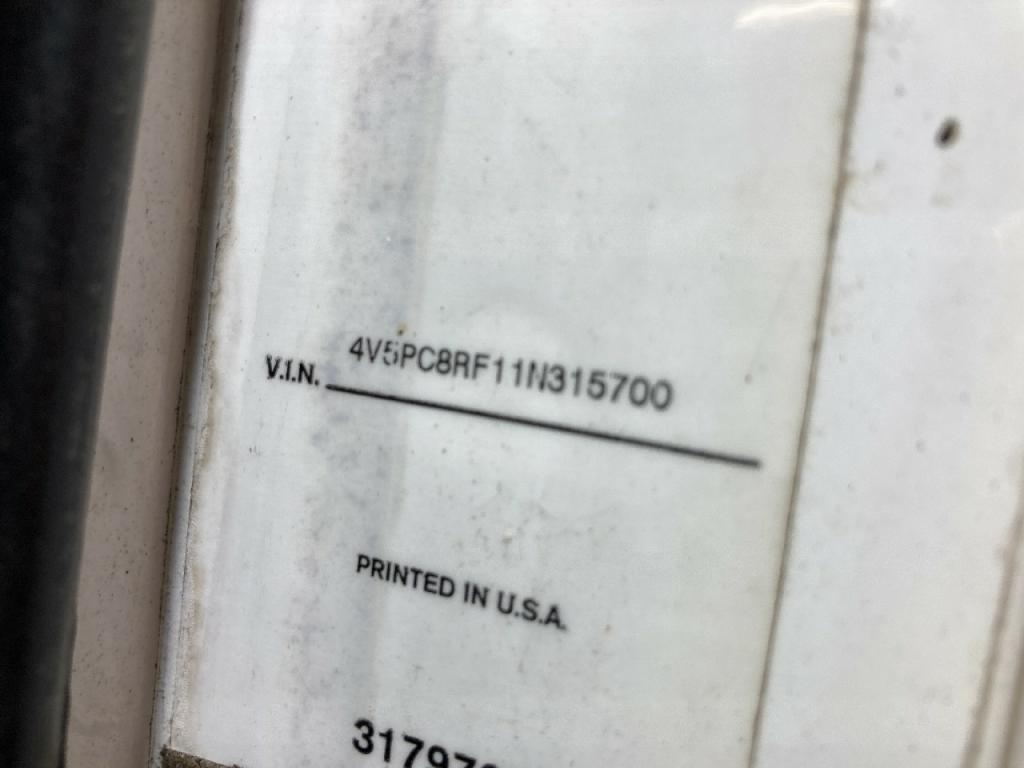 V.I.N. 4V5PC8RF11N315700
PRINTED IN U.S.A.